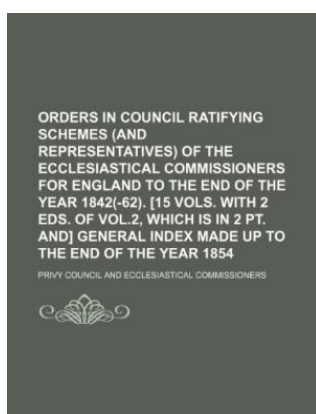 ORDERS IN COUNCIL RATIFYING
SCHEMES (AND
REPRESENTATIVES) OF THE
ECCLESIASTICAL COMMISSIONERS
FOR ENGLAND TO THE END OF THE
YEAR 1842(-62). [15 VOLS. WITH 2
EDS. OF VOL.2, WHICH IS IN 2 PT.
AND] GENERAL INDEX MADE UP TO
THE END OF THE YEAR 1854
PRIVY COUNCIL AND ECCLESIASTICAL COMMISSIONERS